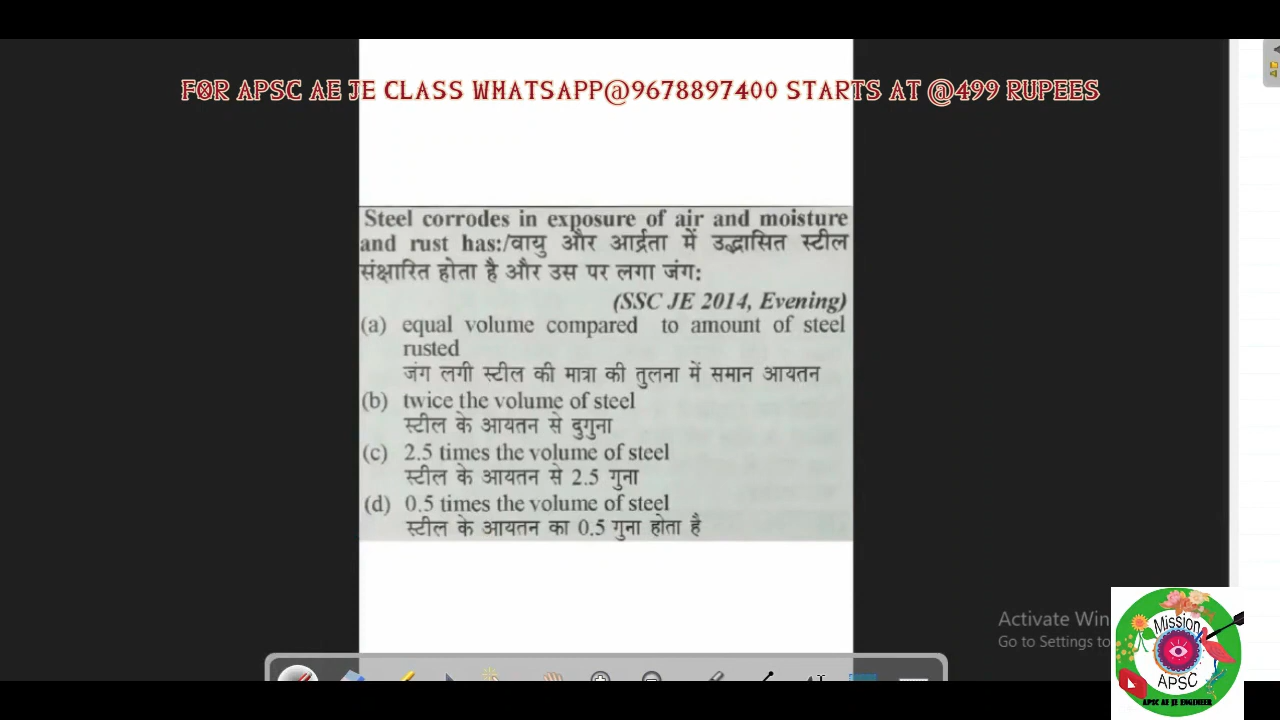 FOR APSC AE JE CLASS WHATSAPP@9678897400 STARTS AT @499 RUPEES
Steel corrodes in exposure of air and moisture
and rust has:/वायु और आर्द्रता में उद्भासित स्टील
संक्षारित होता है और उस पर लगा जंग:
(SSC JE 2014, Evening)
(a) equal volume compared to amount of steel
rusted
जंग लगी स्टील की मात्रा की तुलना में समान आयतन
(b) twice the volume of steel
स्टील के आयतन से दुगुना
(c) 2.5 times the volume of steel
स्टील के आयतन से 2.5 गुना
(d) 0.5 times the volume of steel
स्टील के आयतन का 0.5 गुना होता है
Activate Win
Go to Settings to
Mission
APSC
APSC AE JE ENGINEER